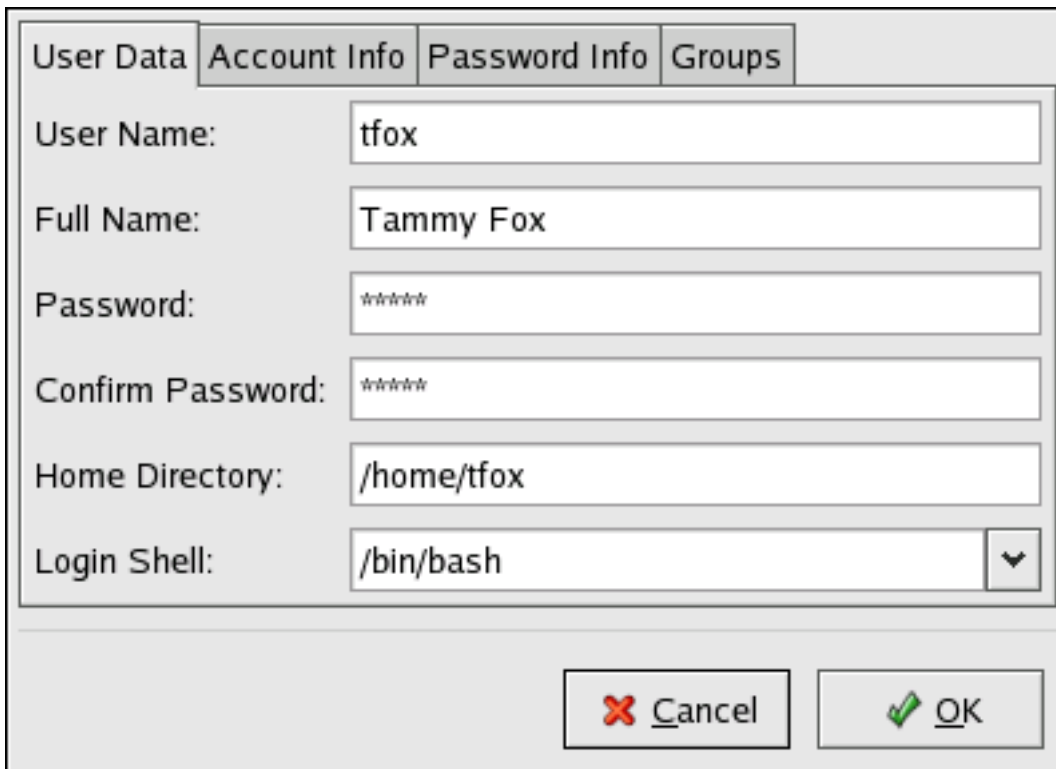 User Data Account Info Password Info Groups
User Name: tfox
Full Name: Tammy Fox
Password: *****
Confirm Password: *****
Home Directory: /home/tfox
Login Shell: /bin/bash
Cancel OK